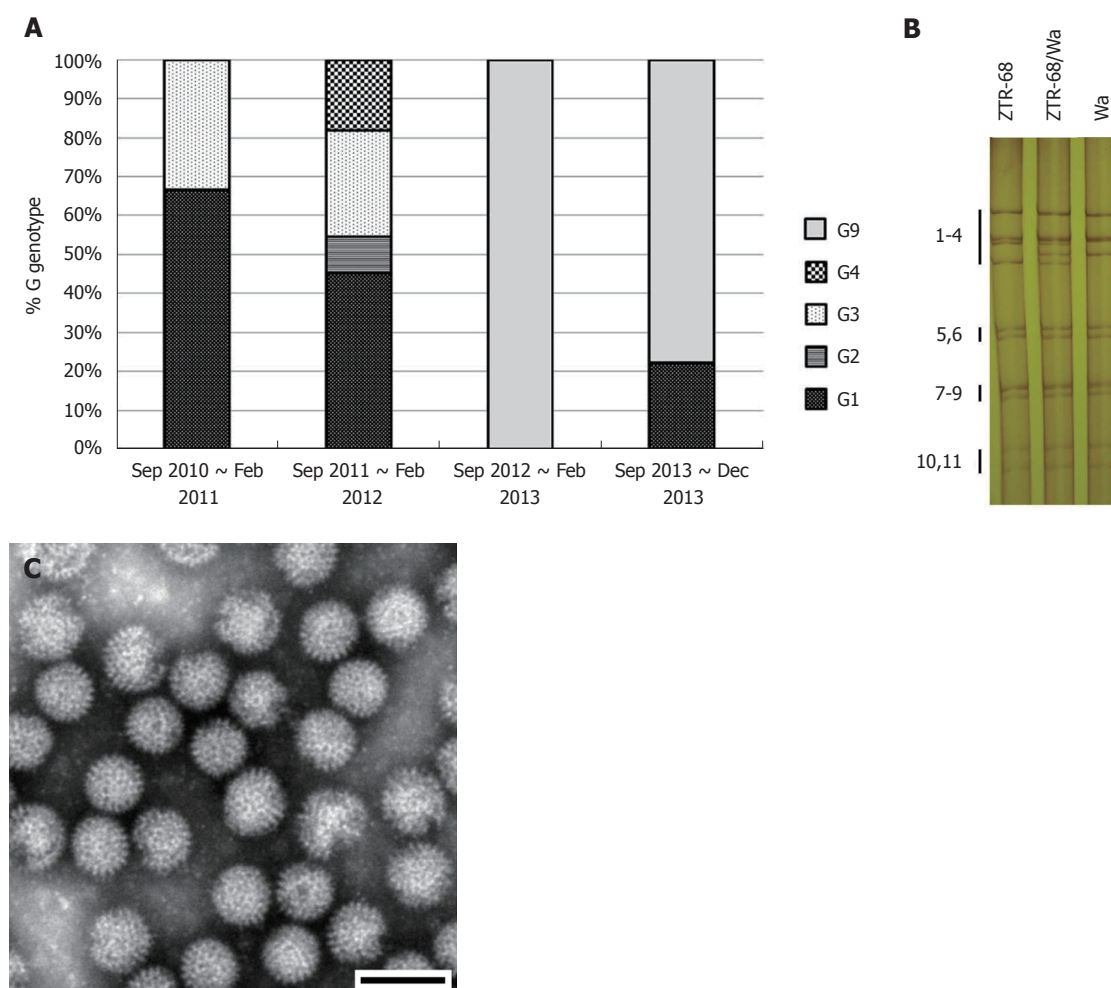 A
100%
90%
80%
70%
60%
50%
40%
30%
20%
10%
0%
% G genotype
Sep 2010 ~ Feb
2011
Sep 2011 ~ Feb
2012
Sep 2012 ~ Feb
2013
Sep 2013 ~ Dec
2013
G9
G4
G3
G2
G1
B
ZTR-68
ZTR-68/Wa
Wa
1-4
5,6
7-9
10,11
C